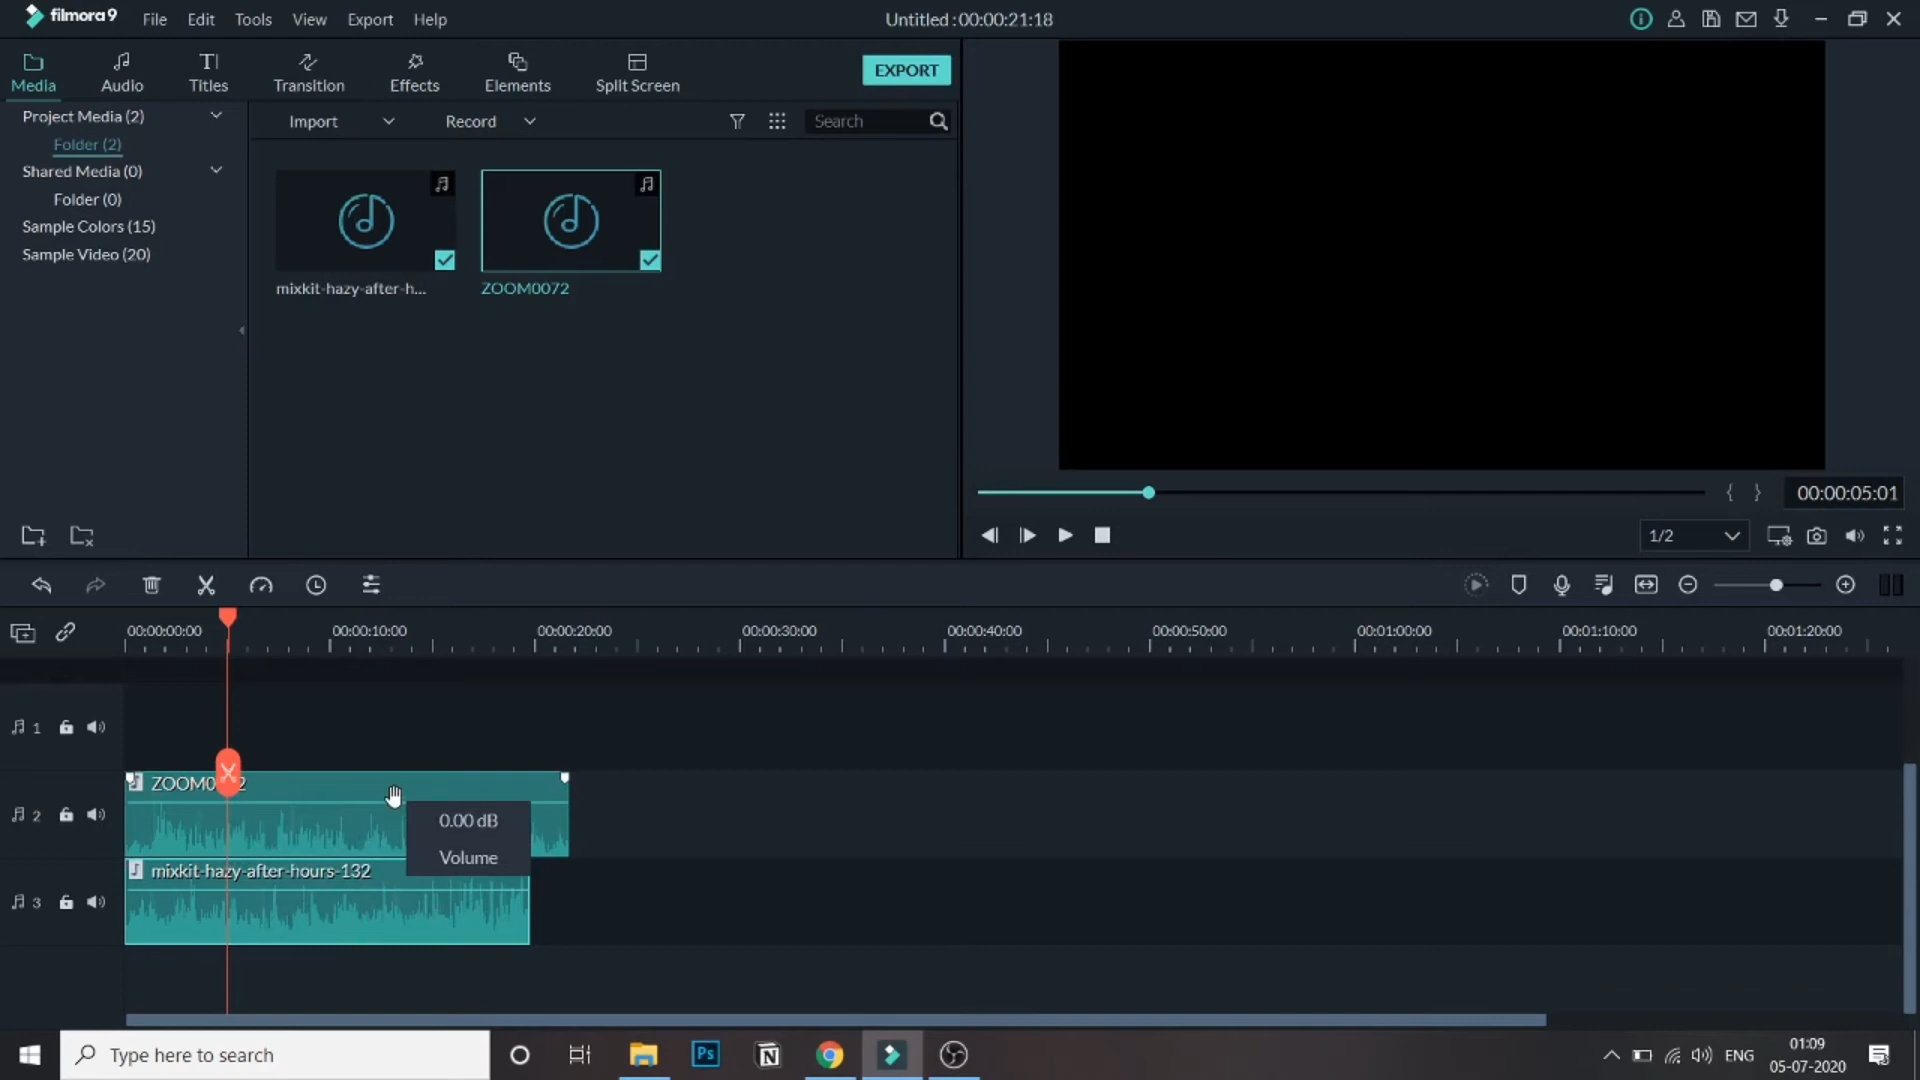 filmora9 File Edit Tools View Export Help Untitled : 00:00:21:18
Media Audio Titles Transition Effects Elements Split Screen EXPORT
Project Media (2)
Folder (2)
Shared Media (0)
Folder (0)
Sample Colors (15)
Sample Video (20)
Import Record Search
mixkit-hazy-after-h... ZOOM0072
{ } 00:00:05:01
1/2
00:00:00:00 00:00:10:00 00:00:20:00 00:00:30:00 00:00:40:00 00:00:50:00 00:01:00:00 00:01:10:00 00:01:20:00
1
2
3
0.00 dB
Volume
mixkit-hazy-after-hours-132
Type here to search
Ps
N
ENG
01:09
05-07-2020